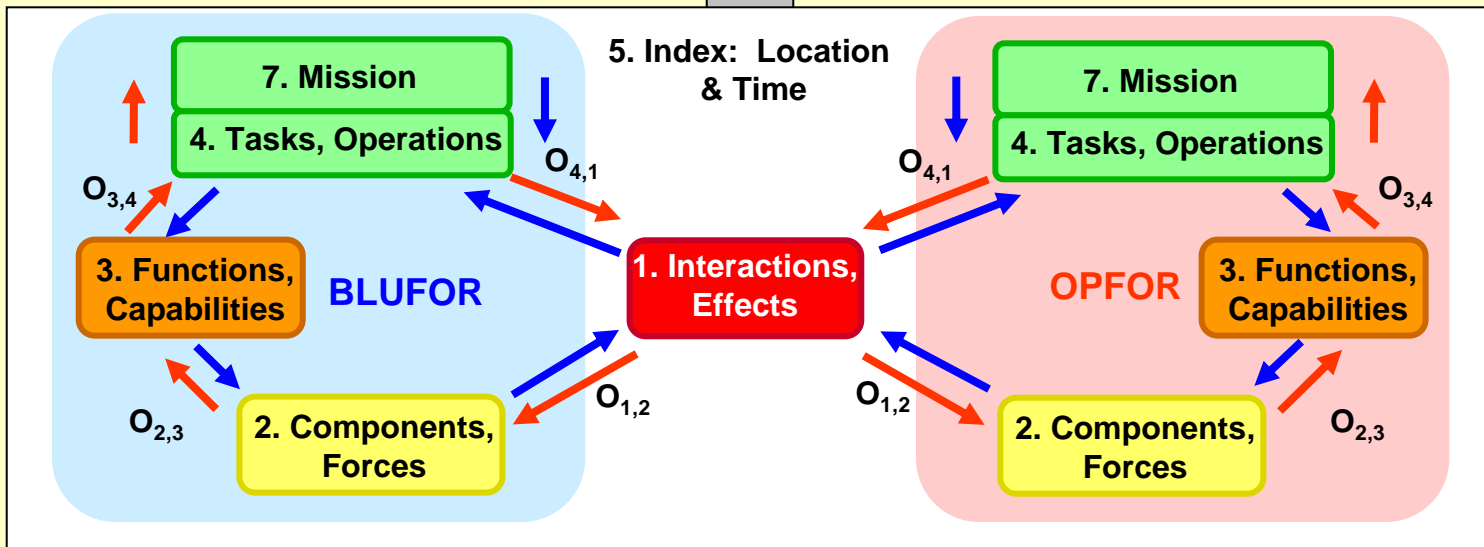 5. Index: Location
& Time
7. Mission
4. Tasks, Operations
O4,1
O3,4
3. Functions,
Capabilities
BLUFOR
O2,3
2. Components,
Forces
O1,2
1. Interactions,
Effects
7. Mission
4. Tasks, Operations
O4,1
O3,4
OPFOR
3. Functions,
Capabilities
O1,2
2. Components,
Forces
O2,3